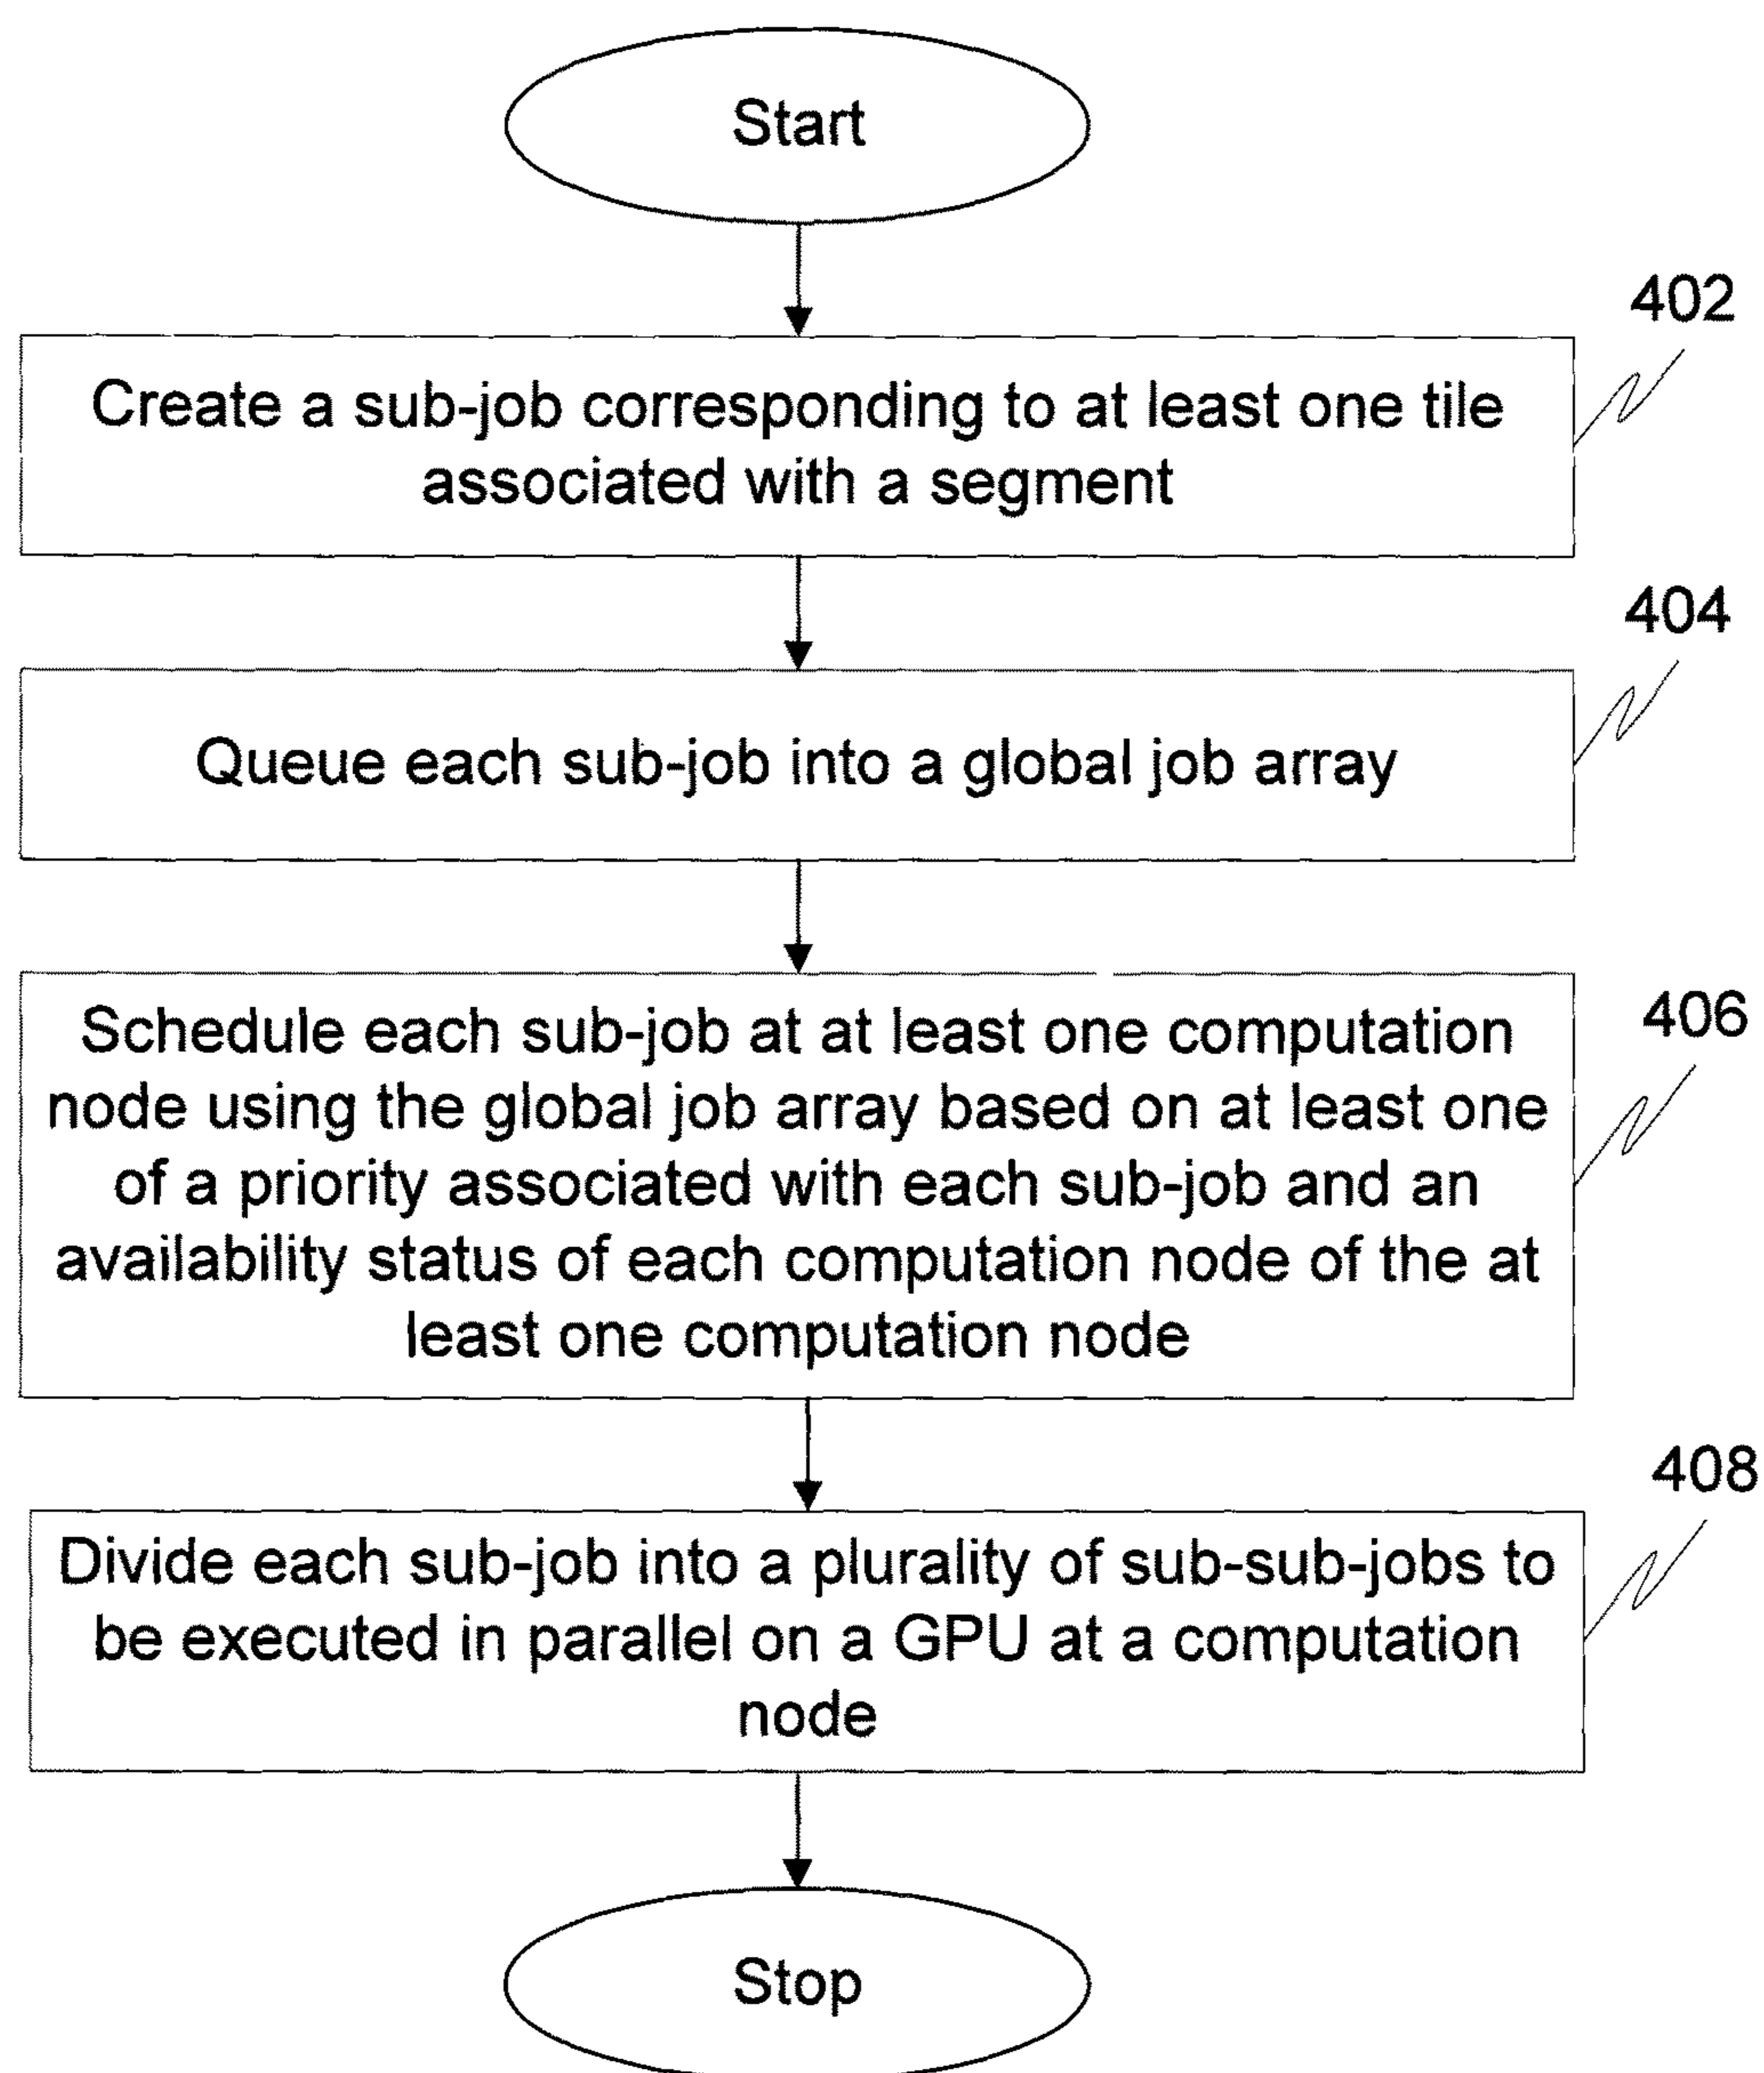 Start
402
Create a sub-job corresponding to at least one tile
associated with a segment
404
Queue each sub-job into a global job array
406
Schedule each sub-job at at least one computation
node using the global job array based on at least one
of a priority associated with each sub-job and an
availability status of each computation node of the at
least one computation node
408
Divide each sub-job into a plurality of sub-sub-jobs to
be executed in parallel on a GPU at a computation
node
Stop